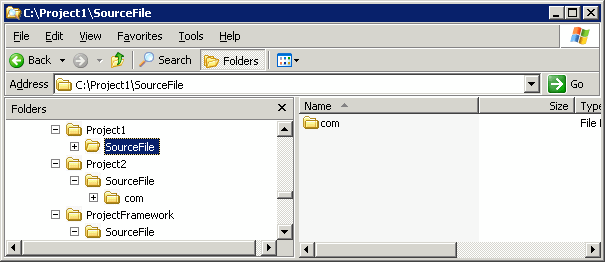 C:\Project1\SourceFile
File Edit View Favorites Tools Help
Back Search Folders
Address C:\Project1\SourceFile Go
Folders
Project1
SourceFile
Project2
SourceFile
com
ProjectFramework
SourceFile
Name Size Type
com File